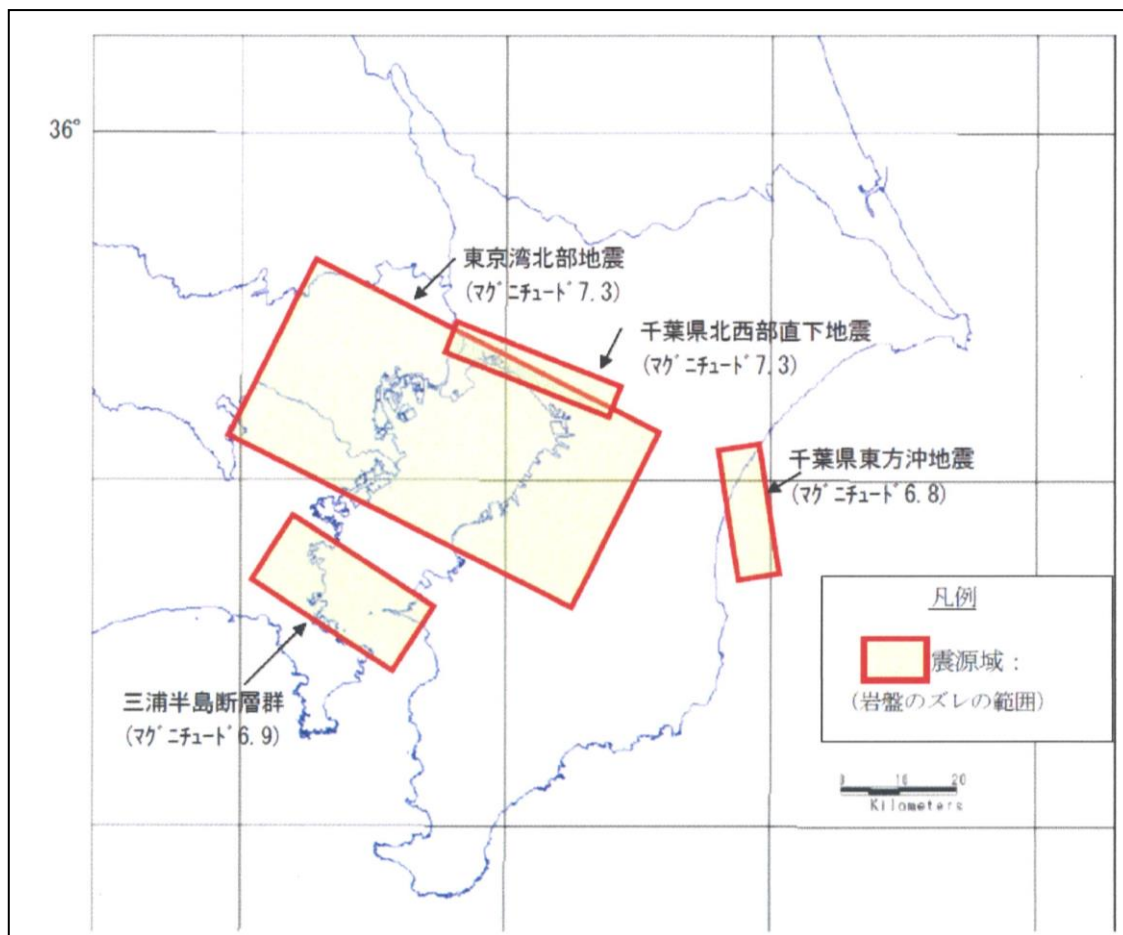 36°
東京湾北部地震
(マグニチュード7.3)
千葉県北西部直下地震
(マグニチュード7.3)
千葉県東方沖地震
(マグニチュード6.8)
三浦半島断層群
(マグニチュード6.9)
凡例
震源域：
(岩盤のズレの範囲)
0 10 20
Kilometers